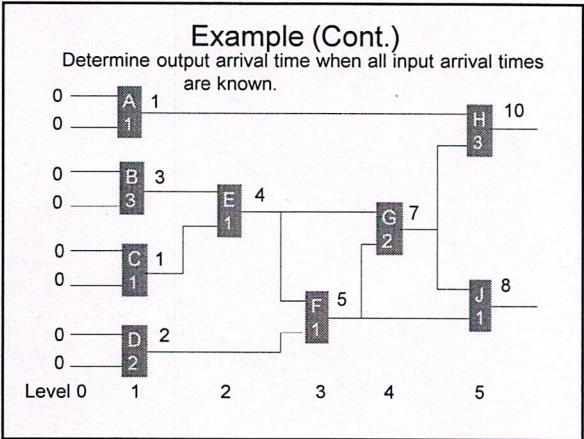 Example (Cont.)
Determine output arrival time when all input arrival times
are known.
0
0
A
1
1
H
3
10
0
0
B
3
3
E
1
4
G
2
7
0
0
C
1
1
F
1
5
J
1
8
0
0
D
2
2
Level 0 1 2 3 4 5